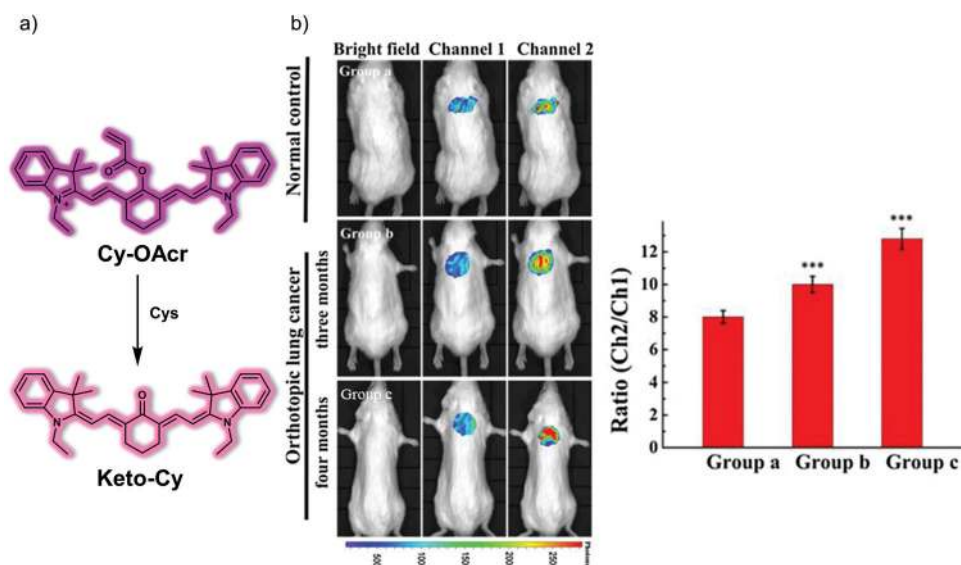 a)
Cy-OAcr
Cys
Keto-Cy
O
O
N
+
N
O
N
N
b)
Bright field Channel 1 Channel 2
Normal control
Orthotopic lung cancer
three months
four months
Group a
Group b
Group c
500 100 150 200 250
Ratio (Ch2/Ch1)
12
10
8
6
4
2
0
***
***
Group a Group b Group c